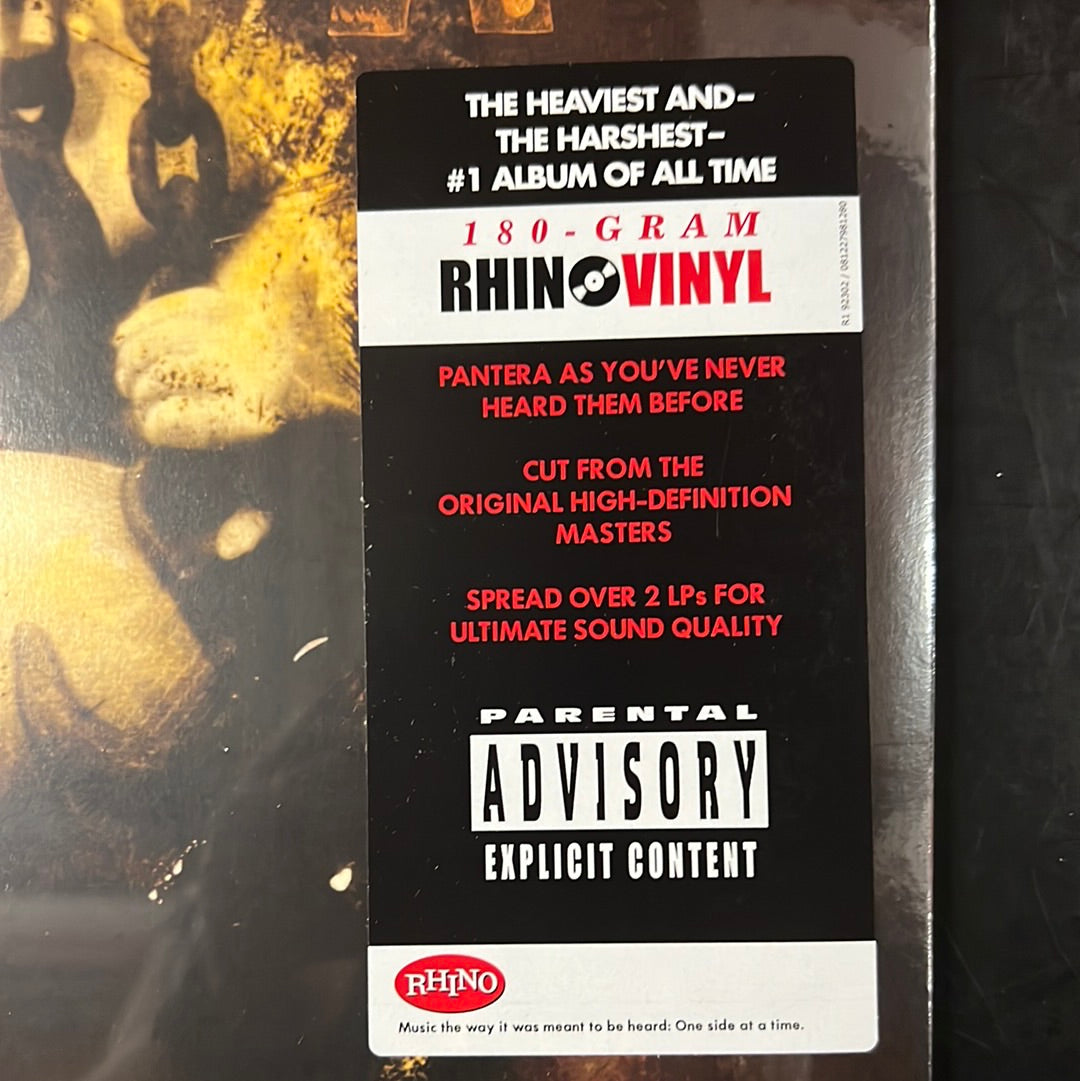 THE HEAVIEST AND–
THE HARSHEST–
#1 ALBUM OF ALL TIME
180-GRAM
RHINOVINYL
R1 92302 / 081227981280
PANTERA AS YOU'VE NEVER
HEARD THEM BEFORE
CUT FROM THE
ORIGINAL HIGH-DEFINITION
MASTERS
SPREAD OVER 2 LPs FOR
ULTIMATE SOUND QUALITY
PARENTAL
ADVISORY
EXPLICIT CONTENT
RHINO
Music the way it was meant to be heard: One side at a time.